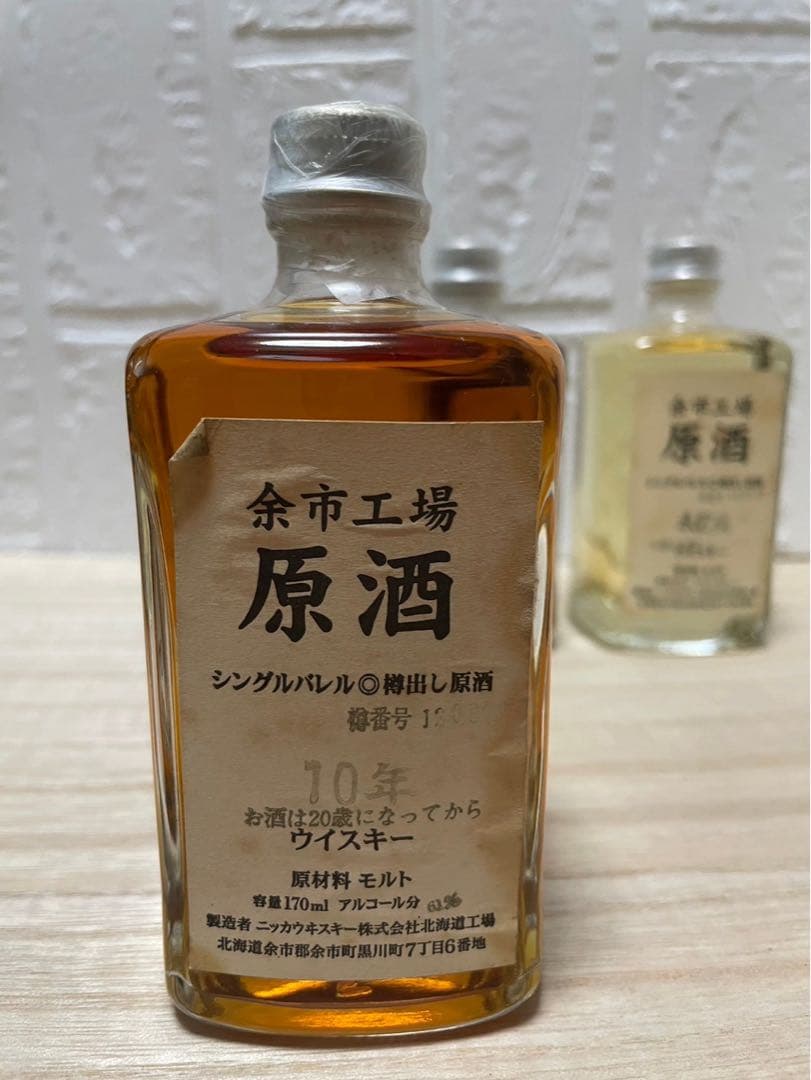 余市工場
原酒
シングルバレル◎樽出し原酒
樽番号
10年
お酒は20歳になってから
ウイスキー
原材料 モルト
容量170ml アルコール分
製造者 ニッカウヰスキー株式会社北海道工場
北海道余市郡余市町黒川町7丁目6番地
余市工場
原酒